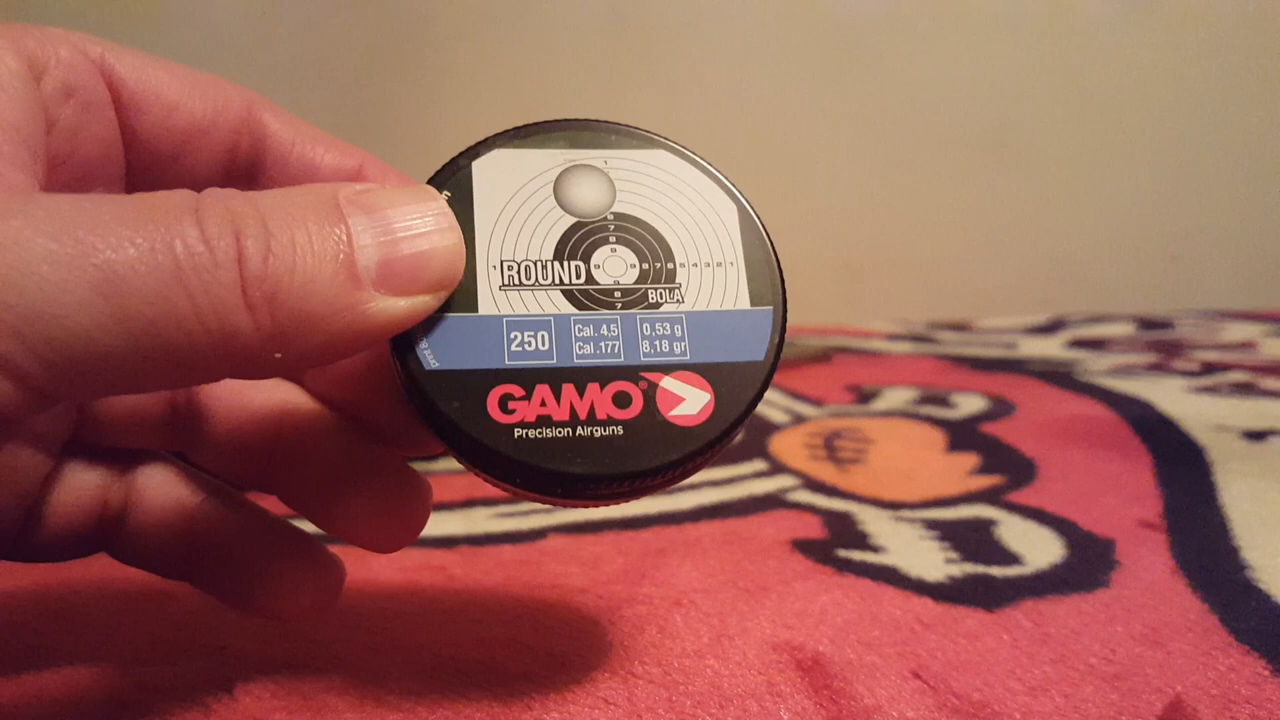 ROUND
BOLA
250
Cal. 4,5
Cal .177
0,53 g
8,18 gr
GAMO®
Precision Airguns